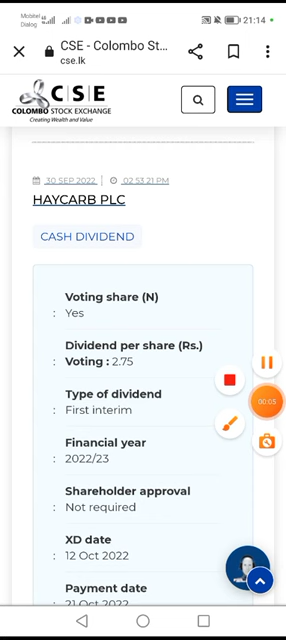 Mobitel
Dialog
21:14
CSE - Colombo St...
cse.lk
C|S|E
COLOMBO STOCK EXCHANGE
Creating Wealth and Value
30 SEP 2022 | 02 53 21 PM
HAYCARB PLC
CASH DIVIDEND
Voting share (N)
: Yes
Dividend per share (Rs.)
: Voting : 2.75
Type of dividend
: First interim
Financial year
: 2022/23
Shareholder approval
: Not required
00:05
XD date
: 12 Oct 2022
Payment date
: 21 Oct 2022